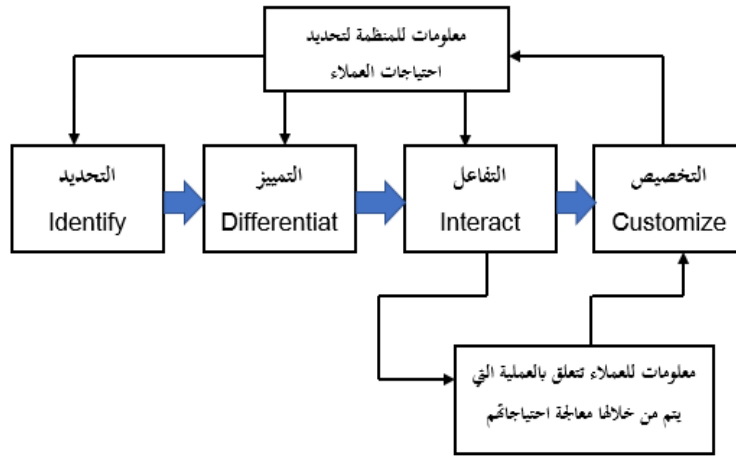 معلومات للمنظمة لتحديد
احتياجات العملاء
التحديد
Identify
التمييز
Differentiat
التفاعل
Interact
التخصيص
Customize
معلومات للعملاء تتعلق بالعملية التي
يتم من خلالها معالجة احتياجاتهم